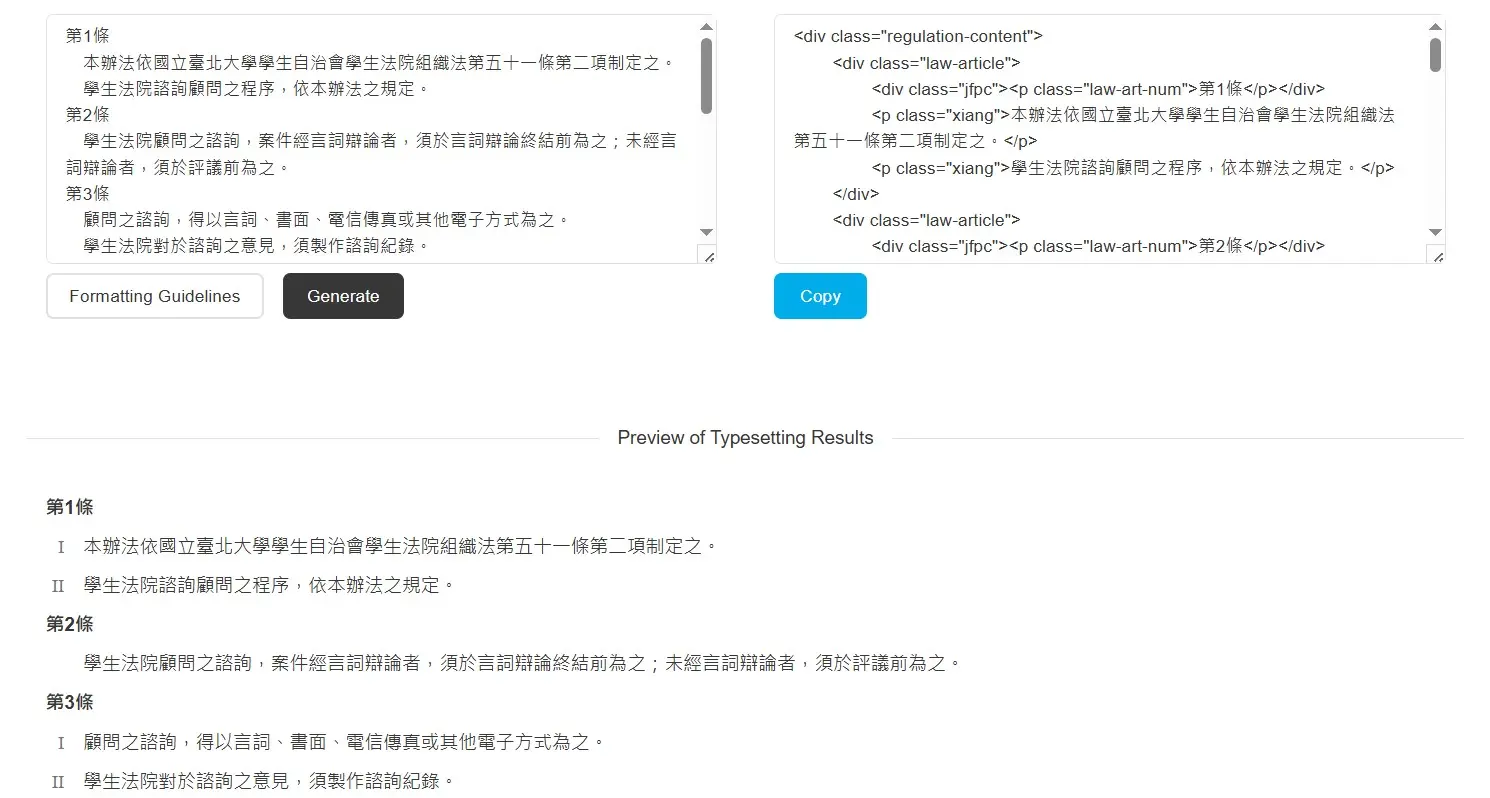 第1條
本辦法依國立臺北大學學生自治會學生法院組織法第五十一條第二項制定之。
學生法院諮詢顧問之程序，依本辦法之規定。
第2條
學生法院顧問之諮詢，案件經言詞辯論者，須於言詞辯論終結前為之；未經言
詞辯論者，須於評議前為之。
第3條
顧問之諮詢，得以言詞、書面、電信傳真或其他電子方式為之。
學生法院對於諮詢之意見，須製作諮詢紀錄。
Formatting Guidelines
Generate
<div class="regulation-content">
<div class="law-article">
<div class="jfpc"><p class="law-art-num">第1條</p></div>
<p class="xiang">本辦法依國立臺北大學學生自治會學生法院組織法
第五十一條第二項制定之。</p>
<p class="xiang">學生法院諮詢顧問之程序，依本辦法之規定。</p>
</div>
<div class="law-article">
<div class="jfpc"><p class="law-art-num">第2條</p></div>
Copy
Preview of Typesetting Results
第1條
I 本辦法依國立臺北大學學生自治會學生法院組織法第五十一條第二項制定之。
II 學生法院諮詢顧問之程序，依本辦法之規定。
第2條
學生法院顧問之諮詢，案件經言詞辯論者，須於言詞辯論終結前為之；未經言詞辯論者，須於評議前為之。
第3條
I 顧問之諮詢，得以言詞、書面、電信傳真或其他電子方式為之。
II 學生法院對於諮詢之意見，須製作諮詢紀錄。